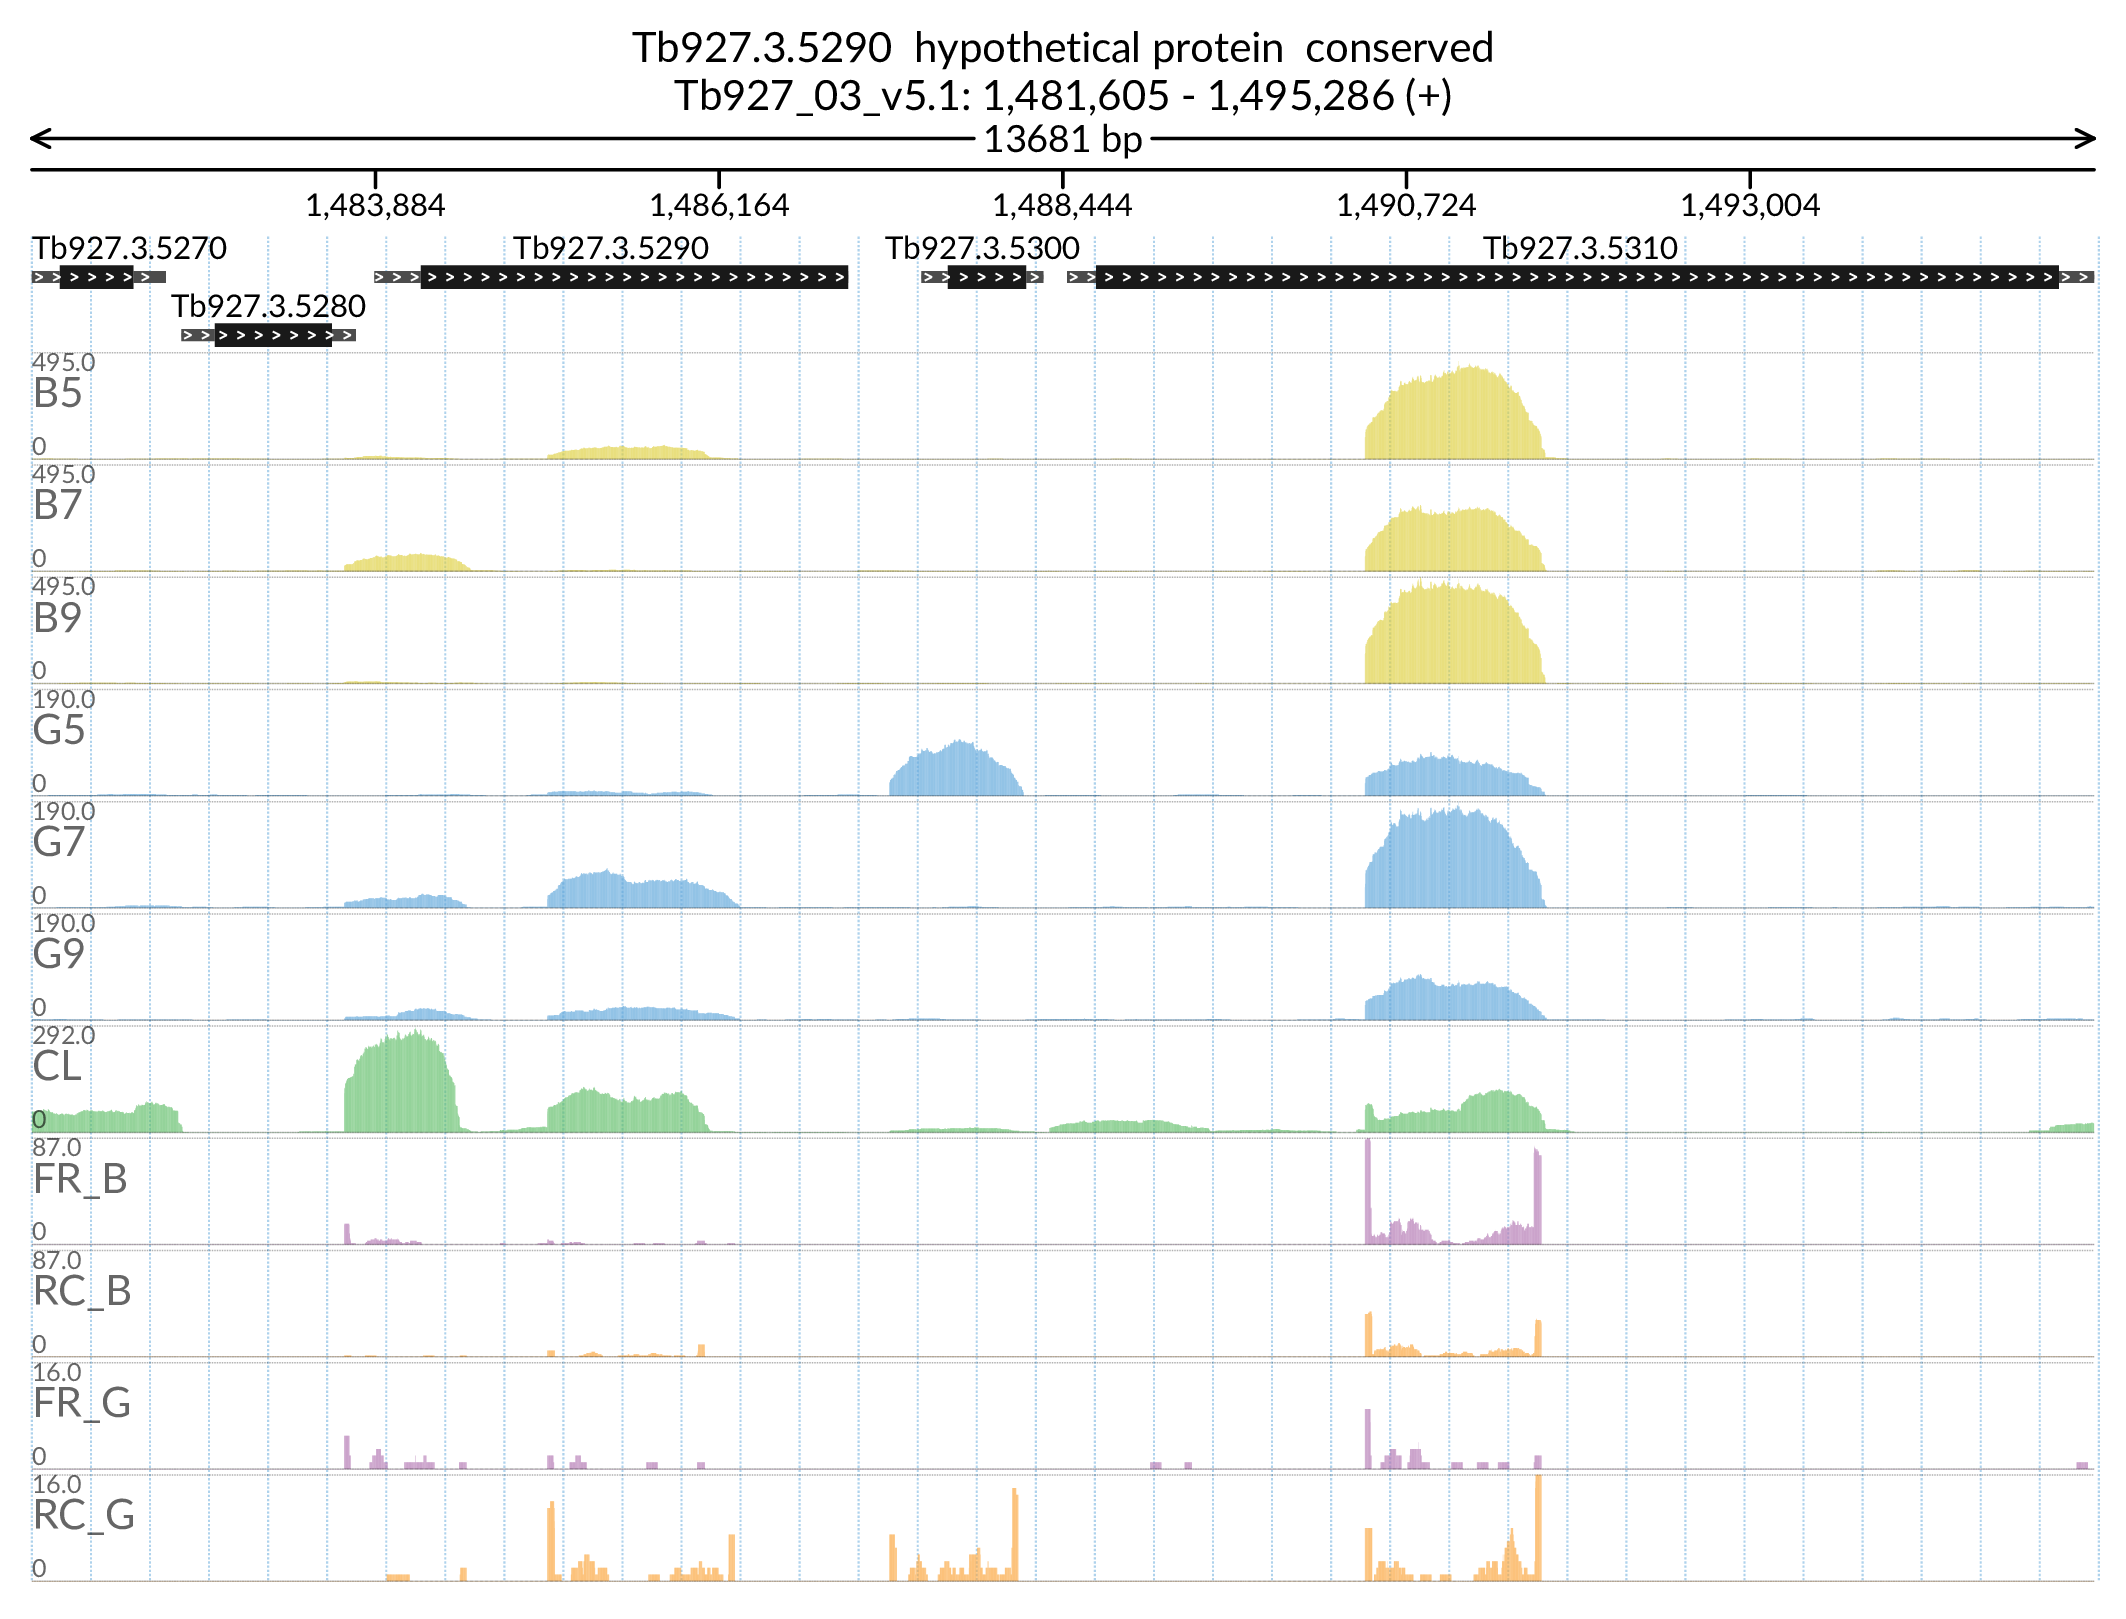 Tb927.3.5290  hypothetical protein  conserved
Tb927_03_v5.1: 1,481,605 - 1,495,286 (+)
13681 bp
1,483,884 1,486,164 1,488,444 1,490,724 1,493,004
Tb927.3.5270 Tb927.3.5290 Tb927.3.5300 Tb927.3.5310
Tb927.3.5280
495.0
B5
0
495.0
B7
0
495.0
B9
0
190.0
G5
0
190.0
G7
0
190.0
G9
0
292.0
CL
0
87.0
FR_B
0
87.0
RC_B
0
16.0
FR_G
0
16.0
RC_G
0